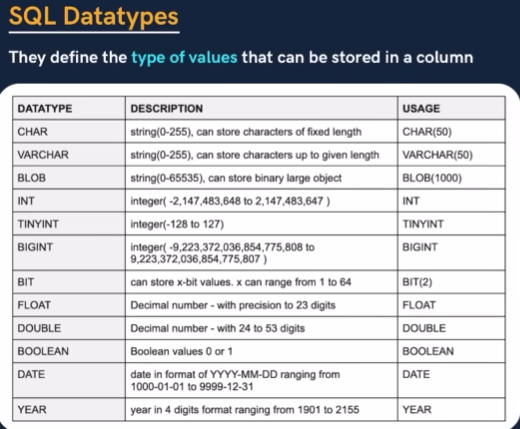 SQL Datatypes
They define the type of values that can be stored in a column
DATATYPE DESCRIPTION USAGE
CHAR string(0-255), can store characters of fixed length CHAR(50)
VARCHAR string(0-255), can store characters up to given length VARCHAR(50)
BLOB string(0-65535), can store binary large object BLOB(1000)
INT integer( -2,147,483,648 to 2,147,483,647 ) INT
TINYINT integer(-128 to 127) TINYINT
BIGINT integer( -9,223,372,036,854,775,808 to BIGINT
9,223,372,036,854,775,807 )
BIT can store x-bit values. x can range from 1 to 64 BIT(2)
FLOAT Decimal number - with precision to 23 digits FLOAT
DOUBLE Decimal number - with 24 to 53 digits DOUBLE
BOOLEAN Boolean values 0 or 1 BOOLEAN
DATE date in format of YYYY-MM-DD ranging from DATE
1000-01-01 to 9999-12-31
YEAR year in 4 digits format ranging from 1901 to 2155 YEAR